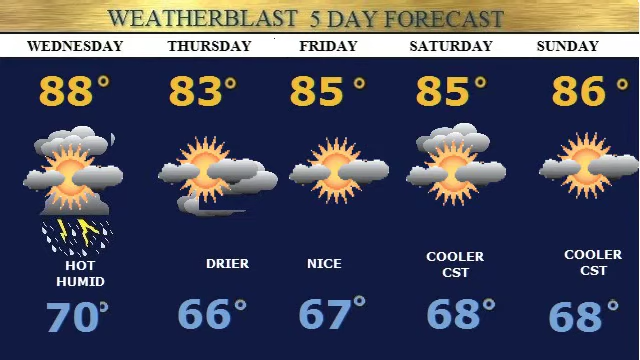 WEATHERBLAST 5 DAY FORECAST
WEDNESDAY THURSDAY FRIDAY SATURDAY SUNDAY
88° 83° 85° 85° 86°
HOT HUMID DRIER NICE COOLER CST COOLER CST
70° 66° 67° 68° 68°